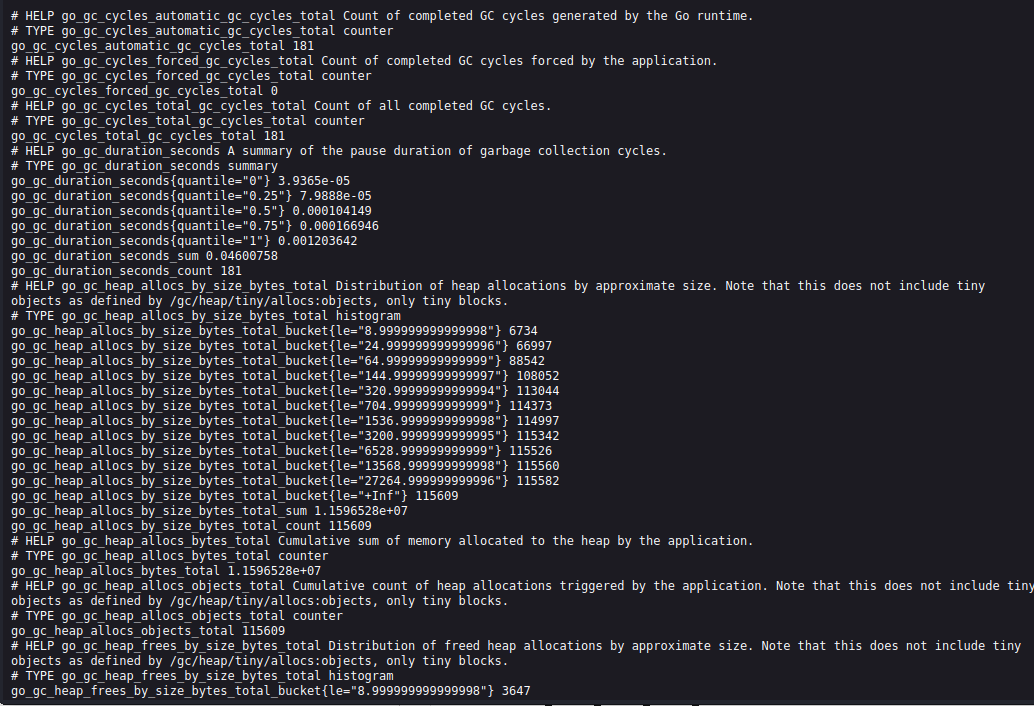 # HELP go_gc_cycles_automatic_gc_cycles_total Count of completed GC cycles generated by the Go runtime.
# TYPE go_gc_cycles_automatic_gc_cycles_total counter
go_gc_cycles_automatic_gc_cycles_total 181
# HELP go_gc_cycles_forced_gc_cycles_total Count of completed GC cycles forced by the application.
# TYPE go_gc_cycles_forced_gc_cycles_total counter
go_gc_cycles_forced_gc_cycles_total 0
# HELP go_gc_cycles_total_gc_cycles_total Count of all completed GC cycles.
# TYPE go_gc_cycles_total_gc_cycles_total counter
go_gc_cycles_total_gc_cycles_total 181
# HELP go_gc_duration_seconds A summary of the pause duration of garbage collection cycles.
# TYPE go_gc_duration_seconds summary
go_gc_duration_seconds{quantile="0"} 3.9365e-05
go_gc_duration_seconds{quantile="0.25"} 7.9888e-05
go_gc_duration_seconds{quantile="0.5"} 0.000104149
go_gc_duration_seconds{quantile="0.75"} 0.000166946
go_gc_duration_seconds{quantile="1"} 0.001203642
go_gc_duration_seconds_sum 0.04600758
go_gc_duration_seconds_count 181
# HELP go_gc_heap_allocs_by_size_bytes_total Distribution of heap allocations by approximate size. Note that this does not include tiny
objects as defined by /gc/heap/tiny/allocs:objects, only tiny blocks.
# TYPE go_gc_heap_allocs_by_size_bytes_total histogram
go_gc_heap_allocs_by_size_bytes_total_bucket{le="8.999999999999998"} 6734
go_gc_heap_allocs_by_size_bytes_total_bucket{le="24.999999999999996"} 66997
go_gc_heap_allocs_by_size_bytes_total_bucket{le="64.99999999999999"} 88542
go_gc_heap_allocs_by_size_bytes_total_bucket{le="144.99999999999997"} 108052
go_gc_heap_allocs_by_size_bytes_total_bucket{le="320.99999999999994"} 113044
go_gc_heap_allocs_by_size_bytes_total_bucket{le="704.9999999999999"} 114373
go_gc_heap_allocs_by_size_bytes_total_bucket{le="1536.9999999999998"} 114997
go_gc_heap_allocs_by_size_bytes_total_bucket{le="3200.9999999999995"} 115342
go_gc_heap_allocs_by_size_bytes_total_bucket{le="6528.999999999999"} 115526
go_gc_heap_allocs_by_size_bytes_total_bucket{le="13568.999999999998"} 115560
go_gc_heap_allocs_by_size_bytes_total_bucket{le="27264.999999999996"} 115582
go_gc_heap_allocs_by_size_bytes_total_bucket{le="+Inf"} 115609
go_gc_heap_allocs_by_size_bytes_total_sum 1.1596528e+07
go_gc_heap_allocs_by_size_bytes_total_count 115609
# HELP go_gc_heap_allocs_bytes_total Cumulative sum of memory allocated to the heap by the application.
# TYPE go_gc_heap_allocs_bytes_total counter
go_gc_heap_allocs_bytes_total 1.1596528e+07
# HELP go_gc_heap_allocs_objects_total Cumulative count of heap allocations triggered by the application. Note that this does not include tiny
objects as defined by /gc/heap/tiny/allocs:objects, only tiny blocks.
# TYPE go_gc_heap_allocs_objects_total counter
go_gc_heap_allocs_objects_total 115609
# HELP go_gc_heap_frees_by_size_bytes_total Distribution of freed heap allocations by approximate size. Note that this does not include tiny
objects as defined by /gc/heap/tiny/allocs:objects, only tiny blocks.
# TYPE go_gc_heap_frees_by_size_bytes_total histogram
go_gc_heap_frees_by_size_bytes_total_bucket{le="8.999999999999998"} 3647